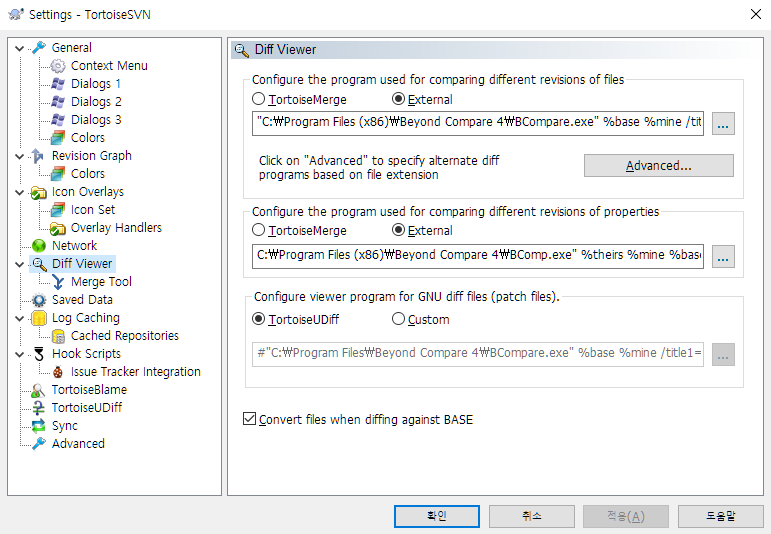 Settings - TortoiseSVN
General
Context Menu
Dialogs 1
Dialogs 2
Dialogs 3
Colors
Revision Graph
Colors
Icon Overlays
Icon Set
Overlay Handlers
Network
Diff Viewer
Merge Tool
Saved Data
Log Caching
Cached Repositories
Hook Scripts
Issue Tracker Integration
TortoiseBlame
TortoiseUDiff
Sync
Advanced
Diff Viewer
Configure the program used for comparing different revisions of files
TortoiseMerge External
"C:₩Program Files (x86)₩Beyond Compare 4₩BCompare.exe" %base %mine /titl
...
Click on "Advanced" to specify alternate diff
programs based on file extension
Advanced...
Configure the program used for comparing different revisions of properties
TortoiseMerge External
C:₩Program Files (x86)₩Beyond Compare 4₩BComp.exe" %theirs %mine %base
...
Configure viewer program for GNU diff files (patch files).
TortoiseUDiff Custom
#"C:₩Program Files₩Beyond Compare 4₩BCompare.exe" %base %mine /title1=
...
Convert files when diffing against BASE
확인 취소 적용(A) 도움말